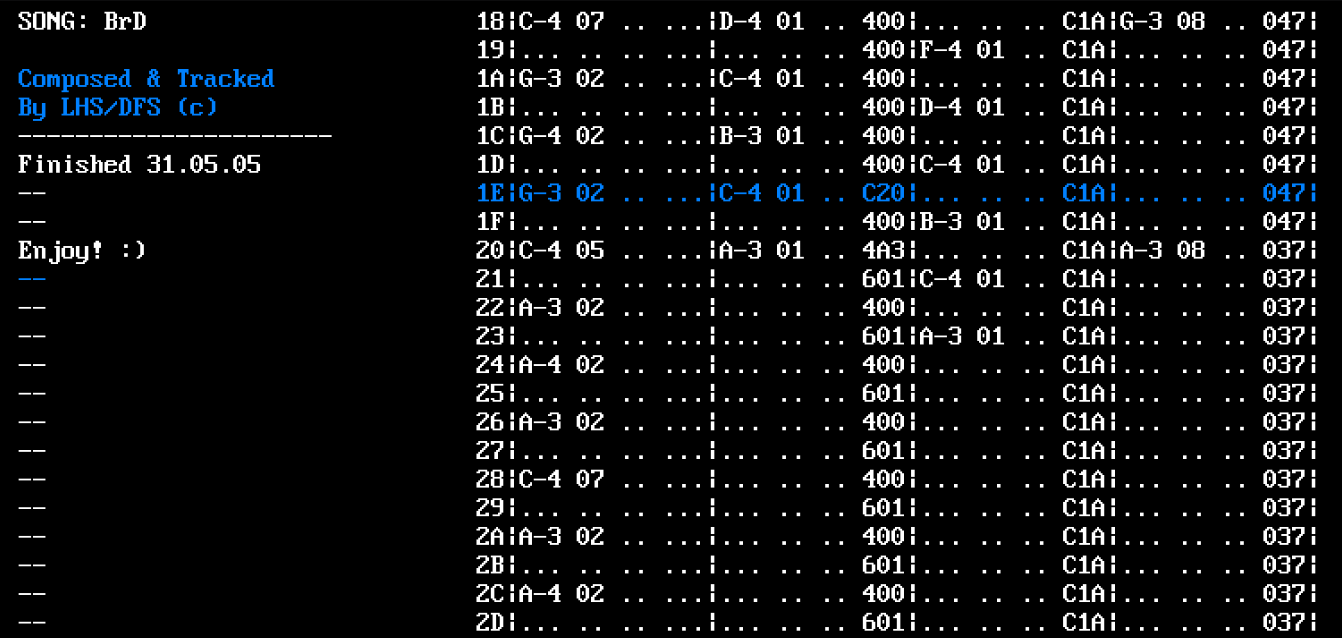 SONG: BrD
Composed & Tracked
By LHS/DFS (c)
----------------------
Finished 31.05.05
--
--
Enjoy! :)
--
--
--
--
--
--
--
--
--
--
--
--
--
18|C-4 07 .. ...|D-4 01 .. 400|... .. .. C1A|G-3 08 .. 047|
19|... .. .. ...|... .. .. 400|F-4 01 .. C1A|... .. .. 047|
1A|G-3 02 .. ...|C-4 01 .. 400|... .. .. C1A|... .. .. 047|
1B|... .. .. ...|... .. .. 400|D-4 01 .. C1A|... .. .. 047|
1C|G-4 02 .. ...|B-3 01 .. 400|... .. .. C1A|... .. .. 047|
1D|... .. .. ...|... .. .. 400|C-4 01 .. C1A|... .. .. 047|
1E|G-3 02 .. ...|C-4 01 .. C20|... .. .. C1A|... .. .. 047|
1F|... .. .. ...|... .. .. 400|B-3 01 .. C1A|... .. .. 047|
20|C-4 05 .. ...|A-3 01 .. 4A3|... .. .. C1A|A-3 08 .. 037|
21|... .. .. ...|... .. .. 601|C-4 01 .. C1A|... .. .. 037|
22|A-3 02 .. ...|... .. .. 400|... .. .. C1A|... .. .. 037|
23|... .. .. ...|... .. .. 601|A-3 01 .. C1A|... .. .. 037|
24|A-4 02 .. ...|... .. .. 400|... .. .. C1A|... .. .. 037|
25|... .. .. ...|... .. .. 601|... .. .. C1A|... .. .. 037|
26|A-3 02 .. ...|... .. .. 400|... .. .. C1A|... .. .. 037|
27|... .. .. ...|... .. .. 601|... .. .. C1A|... .. .. 037|
28|C-4 07 .. ...|... .. .. 400|... .. .. C1A|... .. .. 037|
29|... .. .. ...|... .. .. 601|... .. .. C1A|... .. .. 037|
2A|A-3 02 .. ...|... .. .. 400|... .. .. C1A|... .. .. 037|
2B|... .. .. ...|... .. .. 601|... .. .. C1A|... .. .. 037|
2C|A-4 02 .. ...|... .. .. 400|... .. .. C1A|... .. .. 037|
2D|... .. .. ...|... .. .. 601|... .. .. C1A|... .. .. 037|